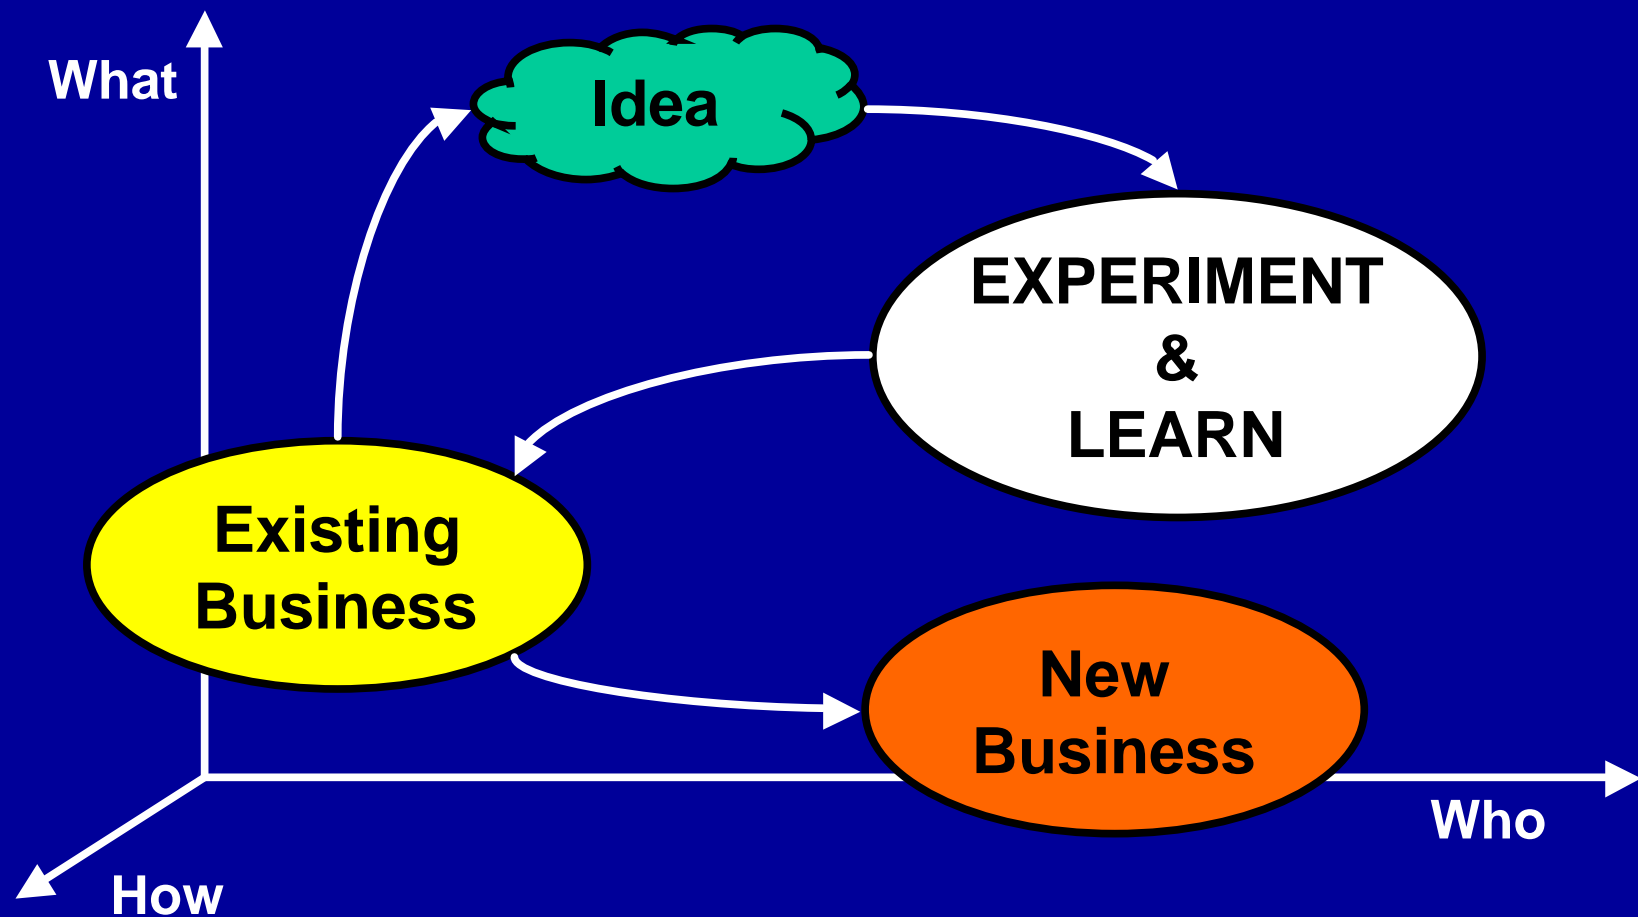 What
Idea
EXPERIMENT
&
LEARN
Existing
Business
New
Business
Who
How